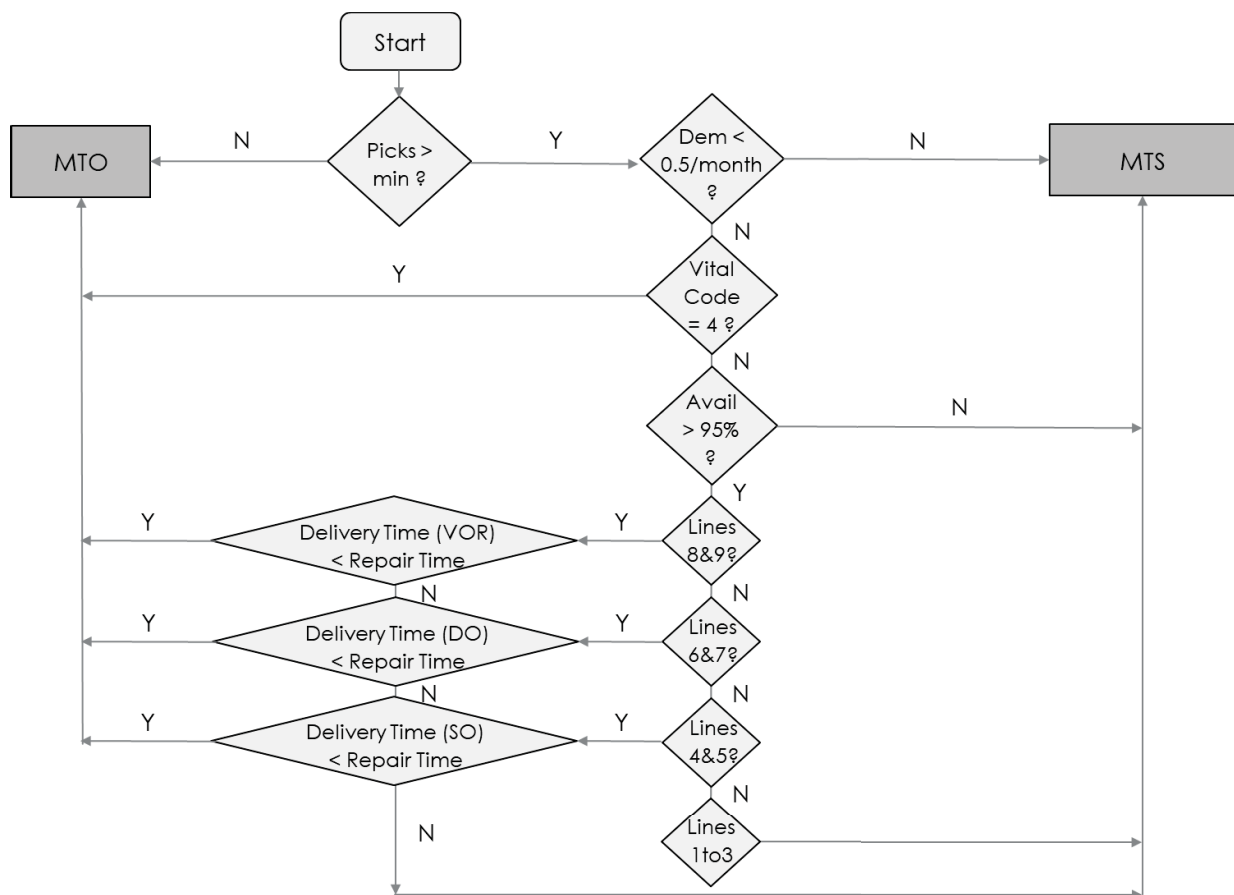 Start
MTO
N
Picks >
min ?
Y
Dem <
0.5/month
?
N
MTS
N
Y
Vital
Code
= 4 ?
N
Avail
> 95%
?
N
Y
Y
Delivery Time (VOR)
< Repair Time
Y
Lines
8&9?
N
N
Y
Delivery Time (DO)
< Repair Time
Y
Lines
6&7?
N
N
Y
Delivery Time (SO)
< Repair Time
Y
Lines
4&5?
N
N
Lines
1to3